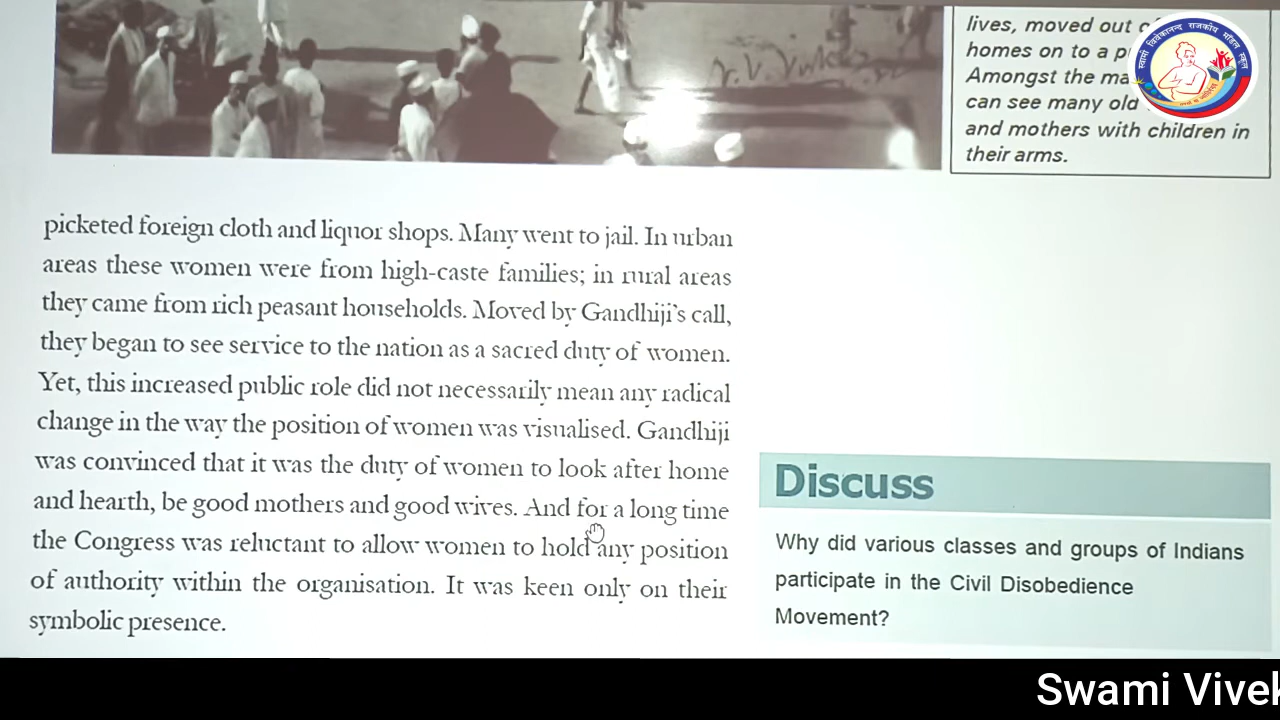 lives, moved out
homes on to a
Amongst the
can see many old
and mothers with children in
their arms.
स्वामी विवेकानन्द राजकीय मॉडल स्कूल
picketed foreign cloth and liquor shops. Many went to jail. In urban
areas these women were from high-caste families; in rural areas
they came from rich peasant households. Moved by Gandhiji's call,
they began to see service to the nation as a sacred duty of women.
Yet, this increased public role did not necessarily mean any radical
change in the way the position of women was visualised. Gandhiji
was convinced that it was the duty of women to look after home
and hearth, be good mothers and good wives. And for a long time
the Congress was reluctant to allow women to hold any position
of authority within the organisation. It was keen only on their
symbolic presence.
Discuss
Why did various classes and groups of Indians
participate in the Civil Disobedience
Movement?
Swami Vivek